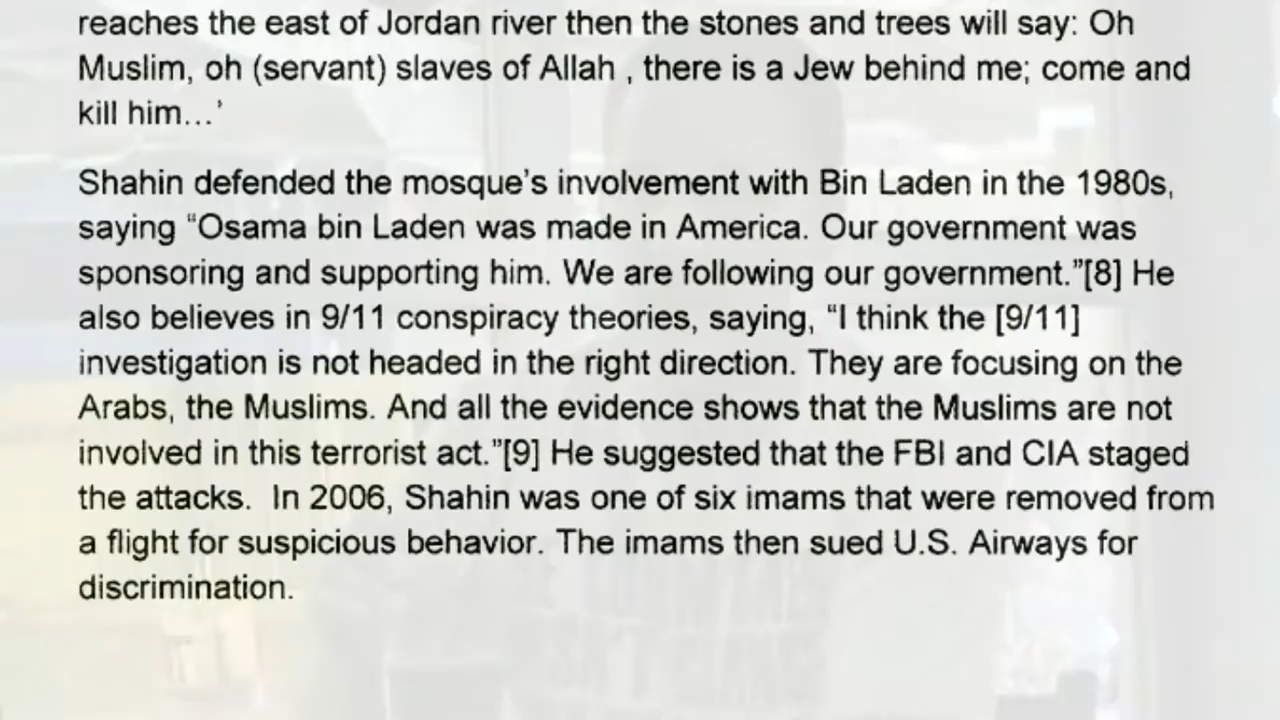 reaches the east of Jordan river then the stones and trees will say: Oh
Muslim, oh (servant) slaves of Allah , there is a Jew behind me; come and
kill him…’
Shahin defended the mosque’s involvement with Bin Laden in the 1980s,
saying “Osama bin Laden was made in America. Our government was
sponsoring and supporting him. We are following our government.”[8] He
also believes in 9/11 conspiracy theories, saying, “I think the [9/11]
investigation is not headed in the right direction. They are focusing on the
Arabs, the Muslims. And all the evidence shows that the Muslims are not
involved in this terrorist act.”[9] He suggested that the FBI and CIA staged
the attacks.  In 2006, Shahin was one of six imams that were removed from
a flight for suspicious behavior. The imams then sued U.S. Airways for
discrimination.